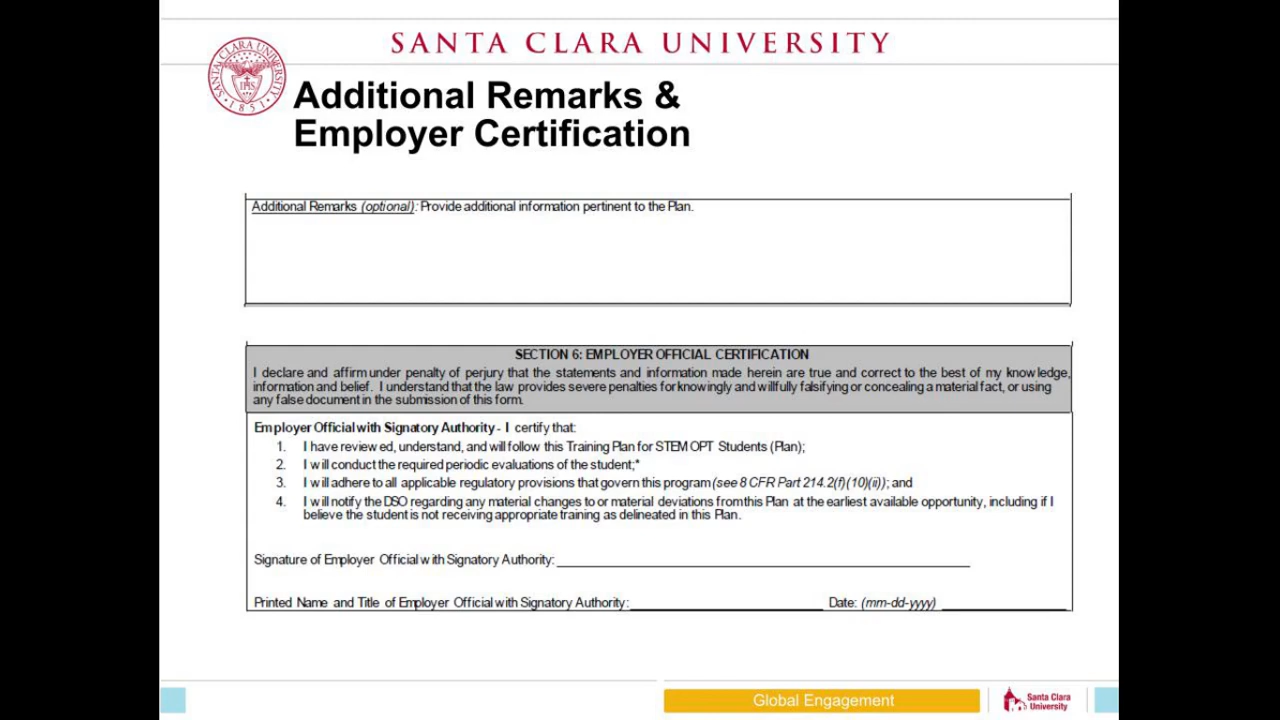 SANTA CLARA UNIVERSITY
SANTA CLARA UNIVERSITY
IHS
1851
Additional Remarks &
Employer Certification
Additional Remarks (optional): Provide additional information pertinent to the Plan.
SECTION 6: EMPLOYER OFFICIAL CERTIFICATION
I declare and affirm under penalty of perjury that the statements and information made herein are true and correct to the best of my knowledge,
information and belief. I understand that the law provides severe penalties for knowingly and willfully falsifying or concealing a material fact, or using
any false document in the submission of this form.
Employer Official with Signatory Authority - I certify that:
1. I have reviewed, understand, and will follow this Training Plan for STEM OPT Students (Plan);
2. I will conduct the required periodic evaluations of the student;*
3. I will adhere to all applicable regulatory provisions that govern this program (see 8 CFR Part 214.2(f)(10)(ii)); and
4. I will notify the DSO regarding any material changes to or material deviations from this Plan at the earliest available opportunity, including if I
believe the student is not receiving appropriate training as delineated in this Plan.
Signature of Employer Official with Signatory Authority:
Printed Name and Title of Employer Official with Signatory Authority: Date: (mm-dd-yyyy)
Global Engagement
Santa Clara
University